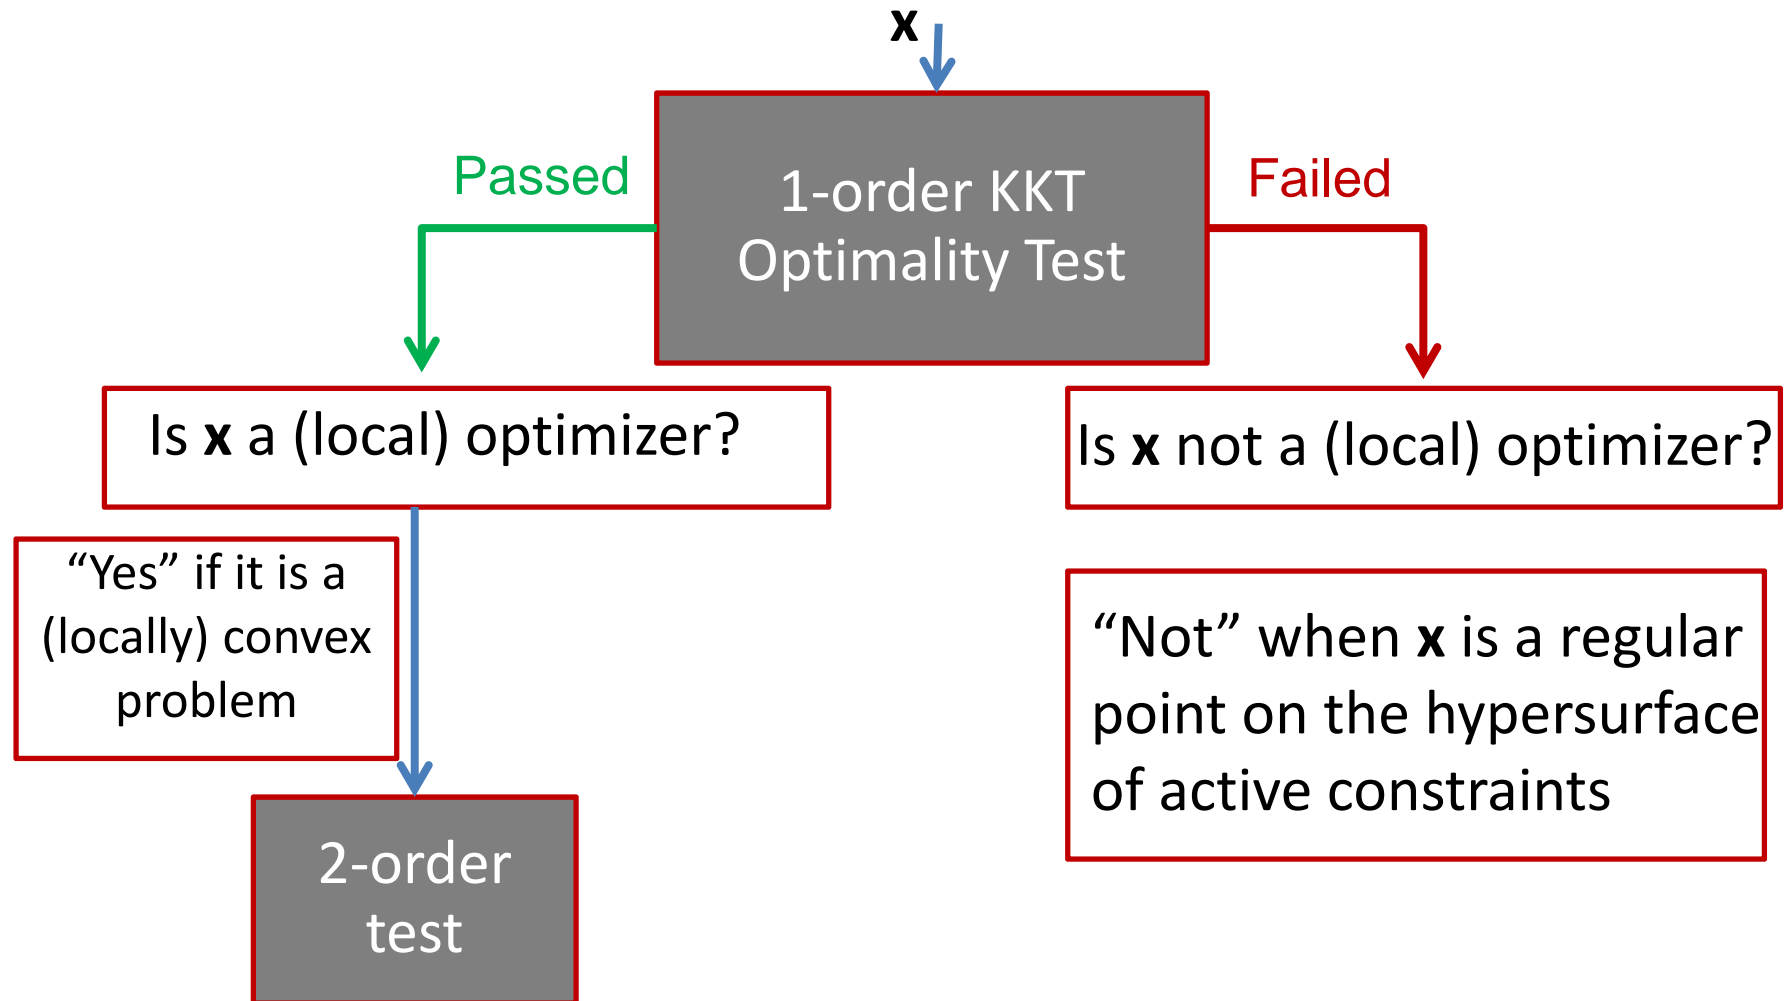 x
Passed
1-order KKT
Optimality Test
Failed
Is x a (local) optimizer?
Is x not a (local) optimizer?
“Yes” if it is a
(locally) convex
problem
“Not” when x is a regular
point on the hypersurface
of active constraints
2-order
test